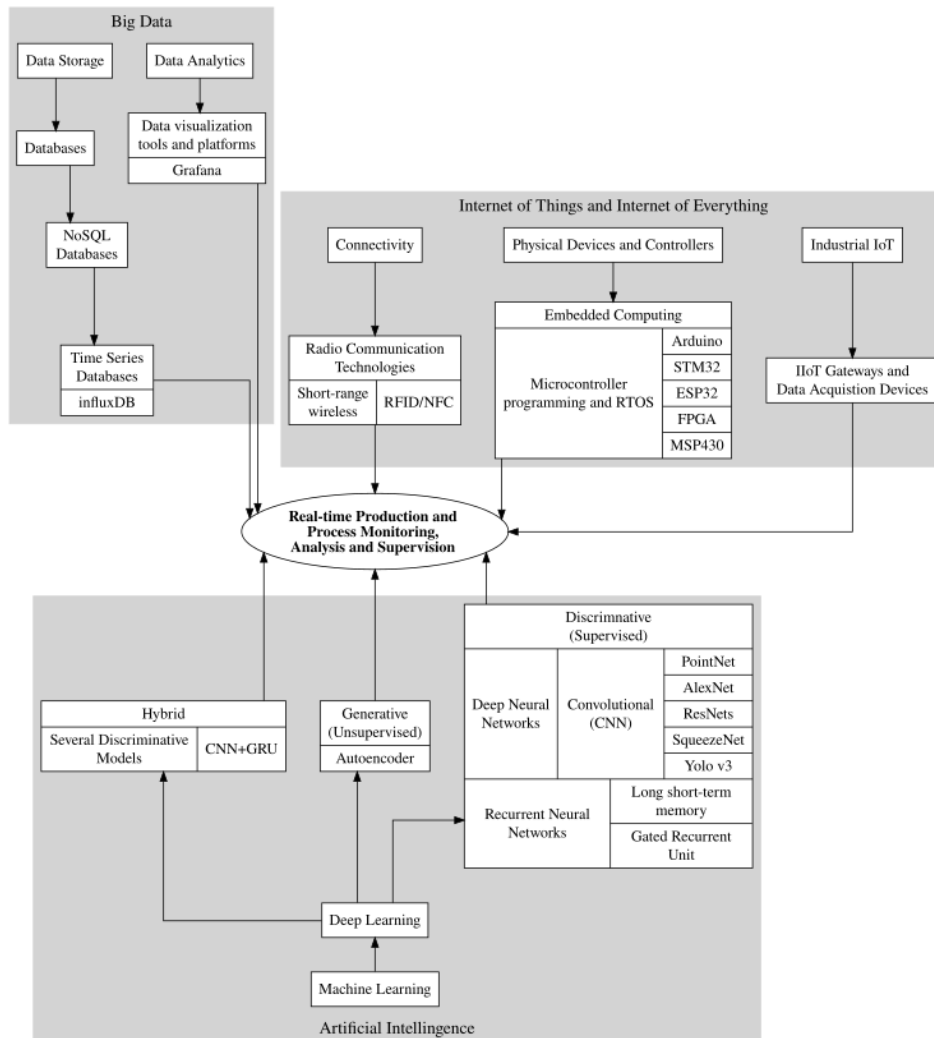 Big Data
Data Storage
Data Analytics
Data visualization
tools and platforms
Grafana
Databases
NoSQL
Databases
Time Series
Databases
influxDB
Internet of Things and Internet of Everything
Connectivity
Physical Devices and Controllers
Industrial IoT
Radio Communication
Technologies
Short-range
wireless
RFID/NFC
Embedded Computing
Microcontroller
programming and RTOS
Arduino
STM32
ESP32
FPGA
MSP430
IIoT Gateways and
Data Acquistion Devices
Real-time Production and
Process Monitoring,
Analysis and Supervision
Hybrid
Several Discriminative
Models
CNN+GRU
Generative
(Unsupervised)
Autoencoder
Discrimnative
(Supervised)
Deep Neural
Networks
Convolutional
(CNN)
PointNet
AlexNet
ResNets
SqueezeNet
Yolo v3
Recurrent Neural
Networks
Long short-term
memory
Gated Recurrent
Unit
Deep Learning
Machine Learning
Artificial Intellingence